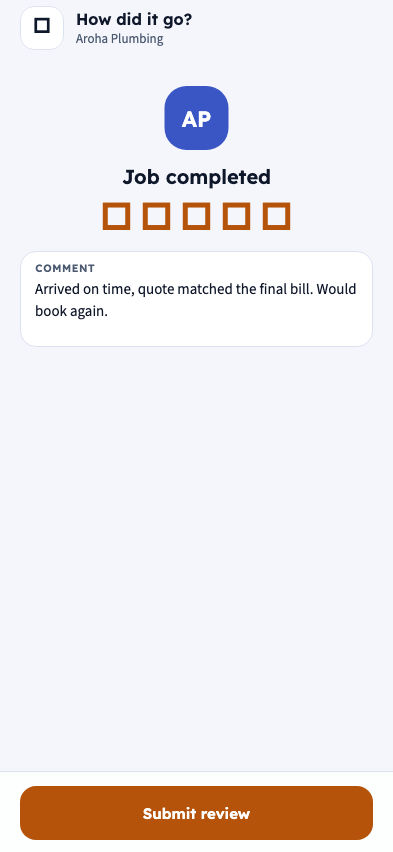 How did it go?
Aroha Plumbing
AP
Job completed
COMMENT
Arrived on time, quote matched the final bill. Would
book again.
Submit review